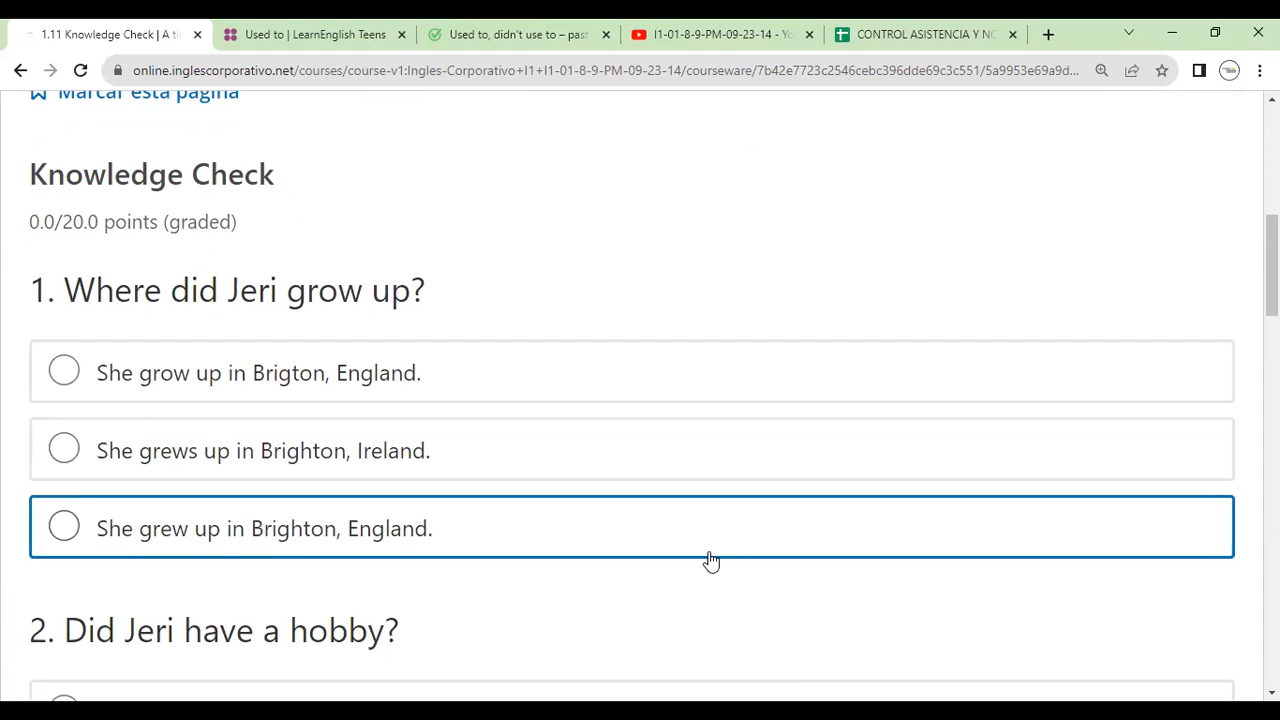 1.11 Knowledge Check | A ti
Used to | LearnEnglish Teens
Used to, didn't use to – past
I1-01-8-9-PM-09-23-14 - Yo
CONTROL ASISTENCIA Y NO
online.inglescorporativo.net/courses/course-v1:Ingles-Corporativo+I1+I1-01-8-9-PM-09-23-14/courseware/7b42e7723c2546cebc396dde69c3c551/5a9953e69a9d...
Marcar esta página
Knowledge Check
0.0/20.0 points (graded)
1. Where did Jeri grow up?
She grow up in Brigton, England.
She grews up in Brighton, Ireland.
She grew up in Brighton, England.
2. Did Jeri have a hobby?